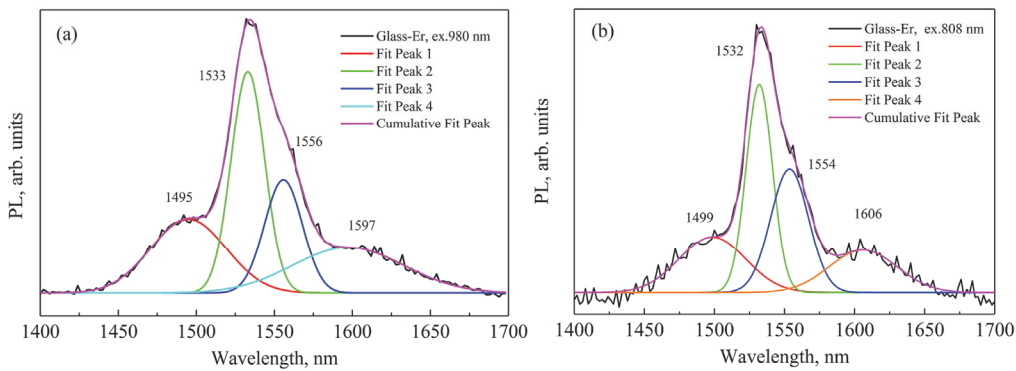 (a)
Glass-Er, ex.980 nm
Fit Peak 1
Fit Peak 2
Fit Peak 3
Fit Peak 4
Cumulative Fit Peak
1533
1556
1495
1597
PL, arb. units
1400 1450 1500 1550 1600 1650 1700
Wavelength, nm
(b)
Glass-Er, ex.808 nm
Fit Peak 1
Fit Peak 2
Fit Peak 3
Fit Peak 4
Cumulative Fit Peak
1532
1554
1499
1606
PL, arb. units
1400 1450 1500 1550 1600 1650 1700
Wavelength, nm